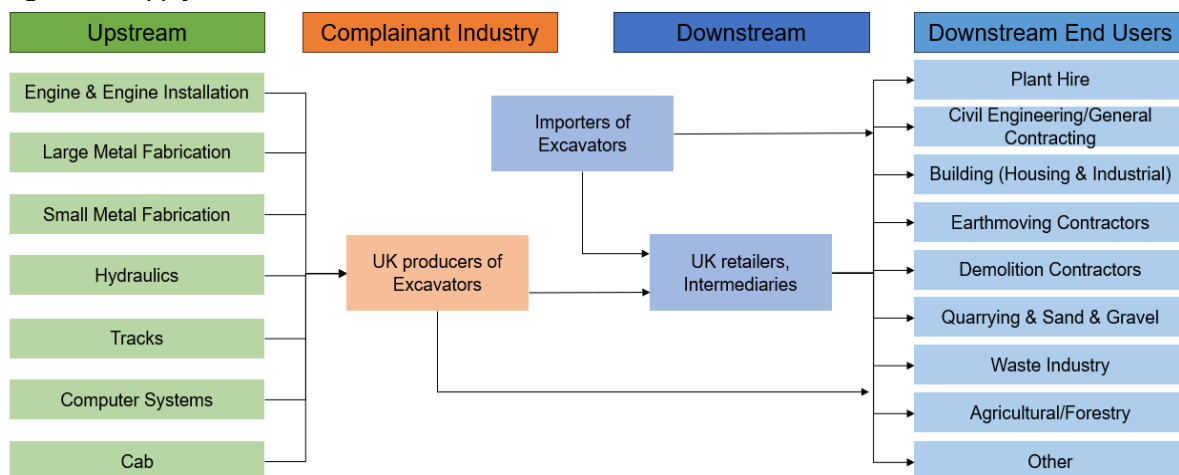 Upstream
Complainant Industry
Downstream
Downstream End Users
Engine & Engine Installation
Large Metal Fabrication
Small Metal Fabrication
Hydraulics
Tracks
Computer Systems
Cab
UK producers of
Excavators
Importers of
Excavators
UK retailers,
Intermediaries
Plant Hire
Civil Engineering/General
Contracting
Building (Housing & Industrial)
Earthmoving Contractors
Demolition Contractors
Quarrying & Sand & Gravel
Waste Industry
Agricultural/Forestry
Other